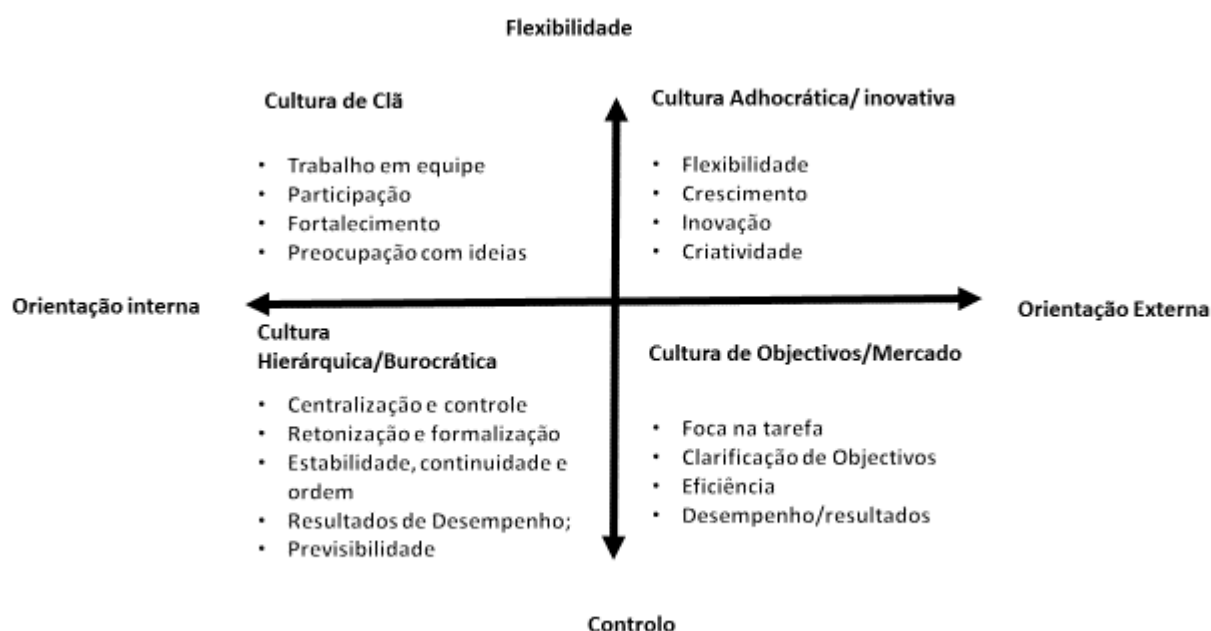 Flexibilidade
Cultura de Clã
• Trabalho em equipe
• Participação
• Fortalecimento
• Preocupação com ideias
Cultura Adhocrática/ inovativa
• Flexibilidade
• Crescimento
• Inovação
• Criatividade
Orientação interna
Orientação Externa
Cultura
Hierárquica/Burocrática
• Centralização e controle
• Retonização e formalização
• Estabilidade, continuidade e
ordem
• Resultados de Desempenho;
• Previsibilidade
Cultura de Objectivos/Mercado
• Foca na tarefa
• Clarificação de Objectivos
• Eficiência
• Desempenho/resultados
Controlo